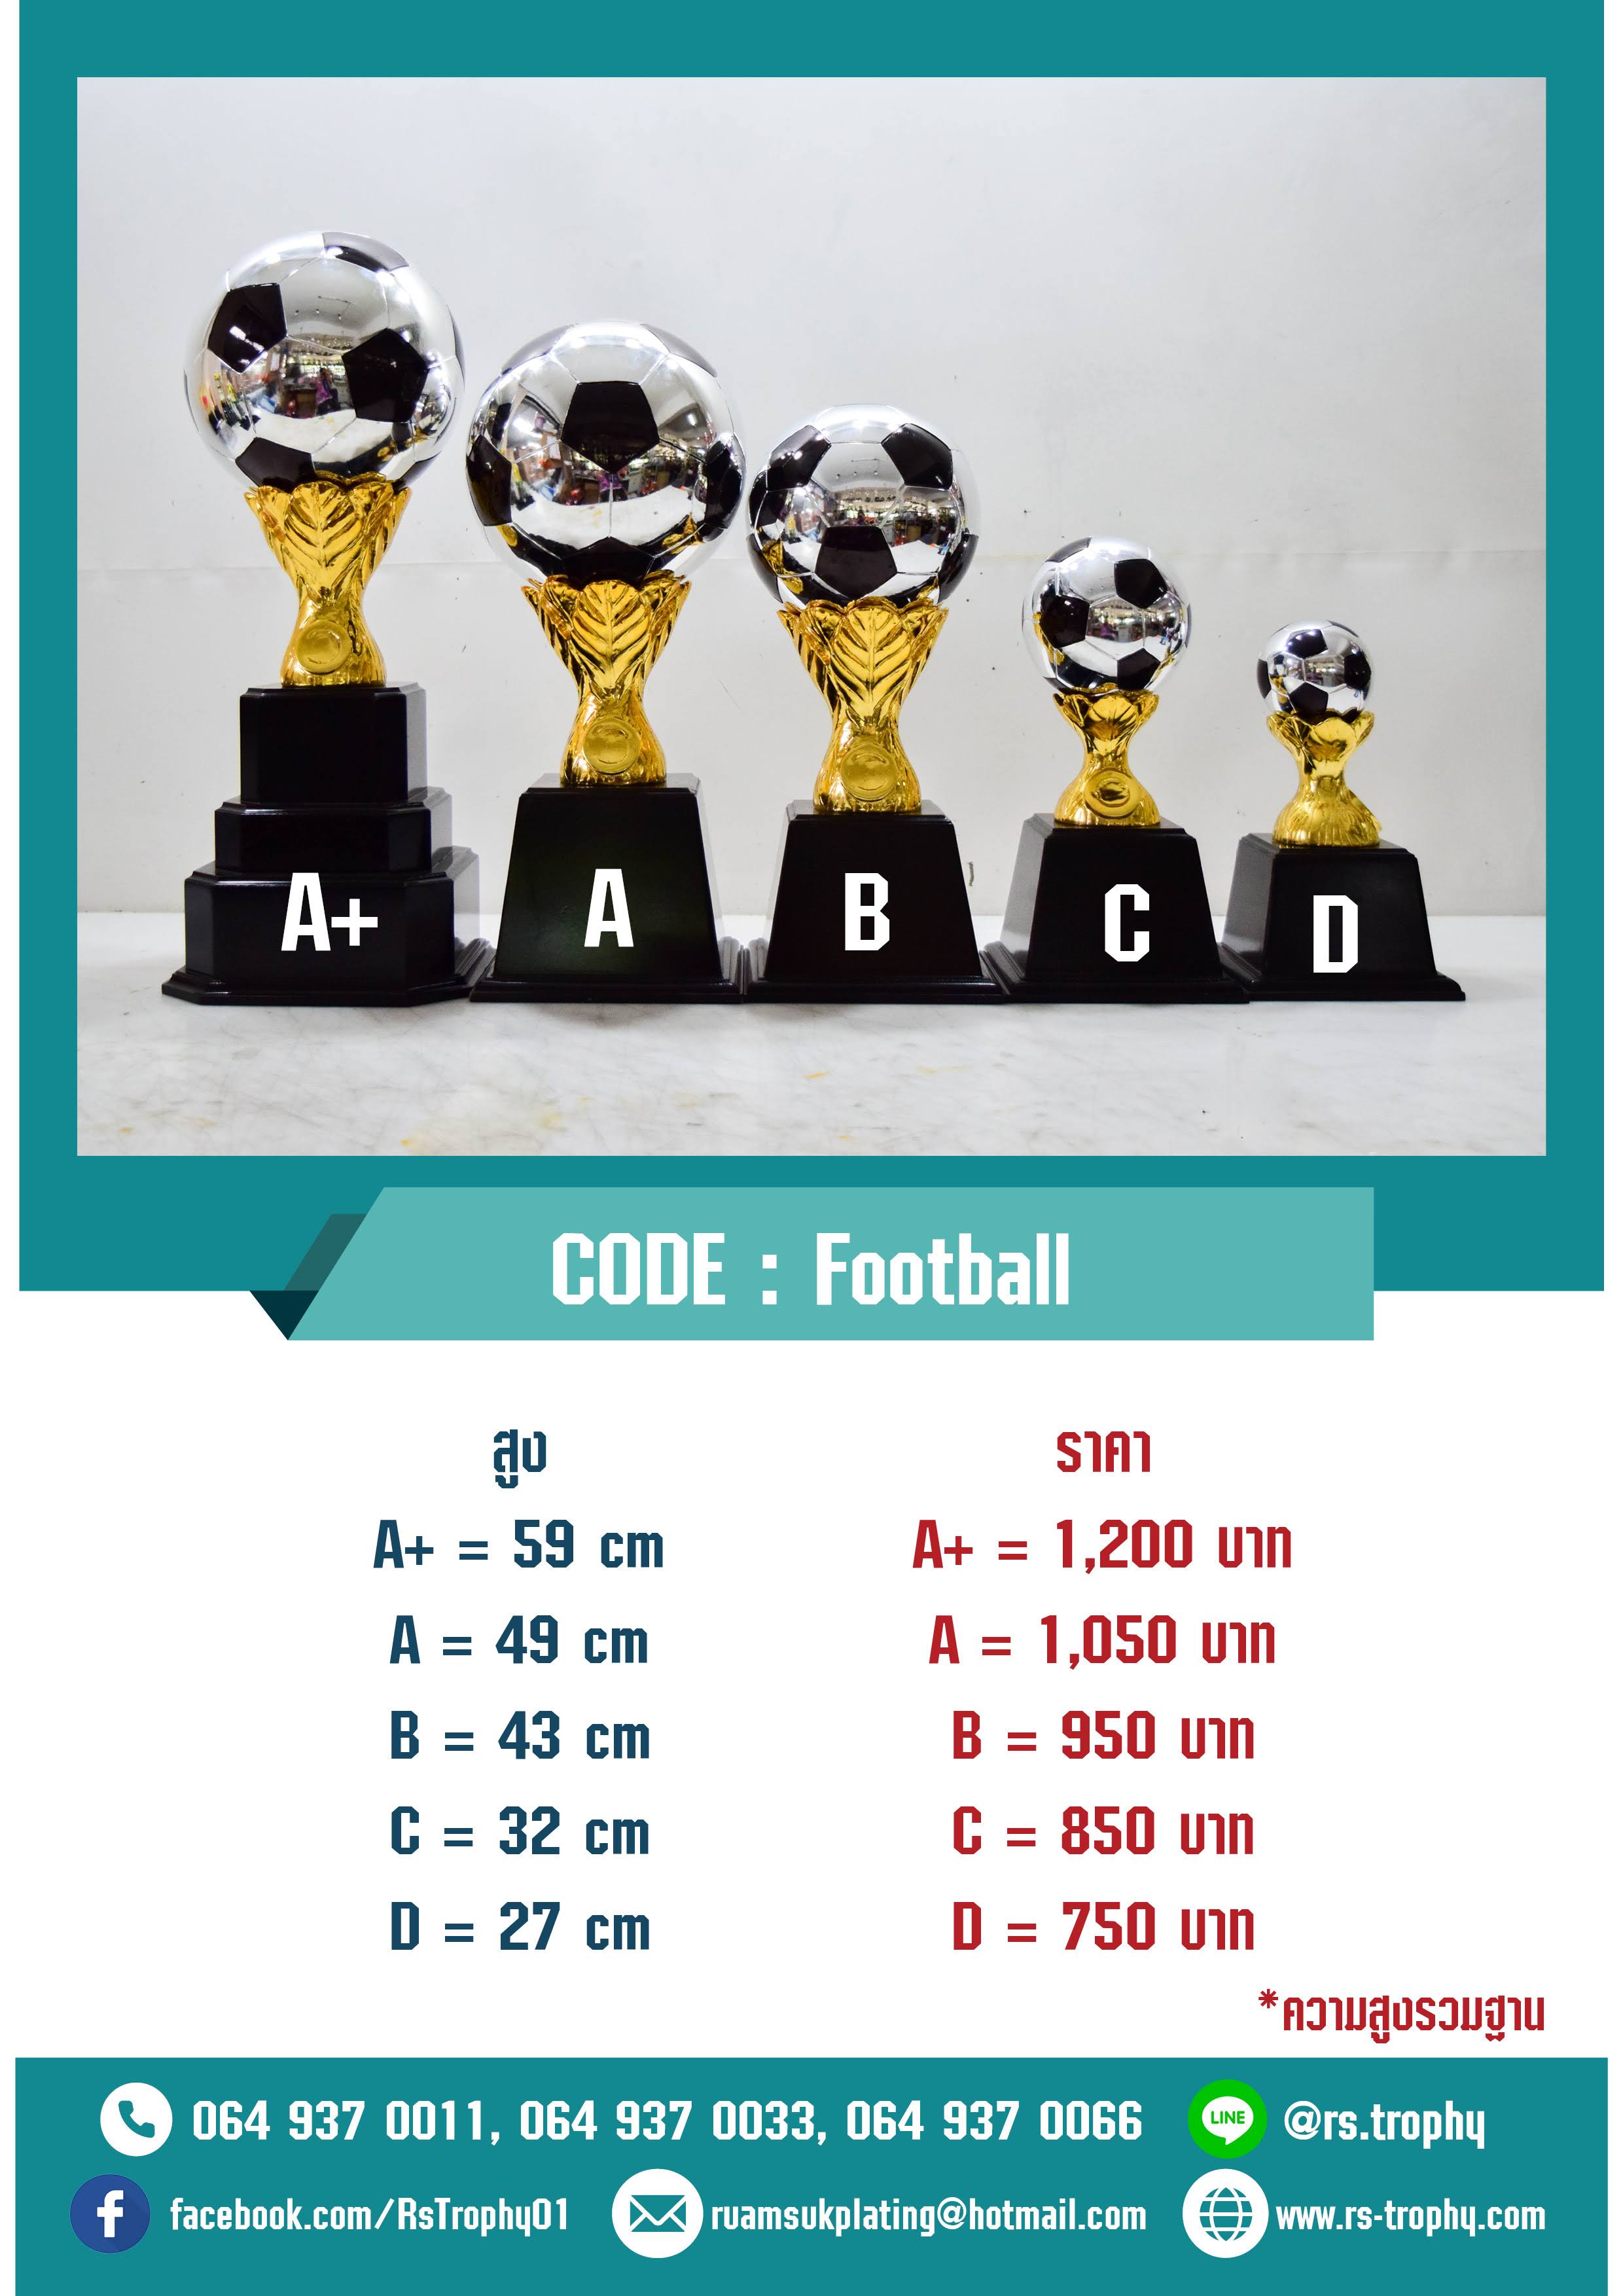 A+ A B C D
CODE : Football
สูง
A+ = 59 cm
A = 49 cm
B = 43 cm
C = 32 cm
D = 27 cm
ราคา
A+ = 1,200 บาท
A = 1,050 บาท
B = 950 บาท
C = 850 บาท
D = 750 บาท
*ความสูงรวมฐาน
064 937 0011, 064 937 0033, 064 937 0066 LINE @rs.trophy
f facebook.com/RsTrophy01 ruamsukplating@hotmail.com www.rs-trophy.com